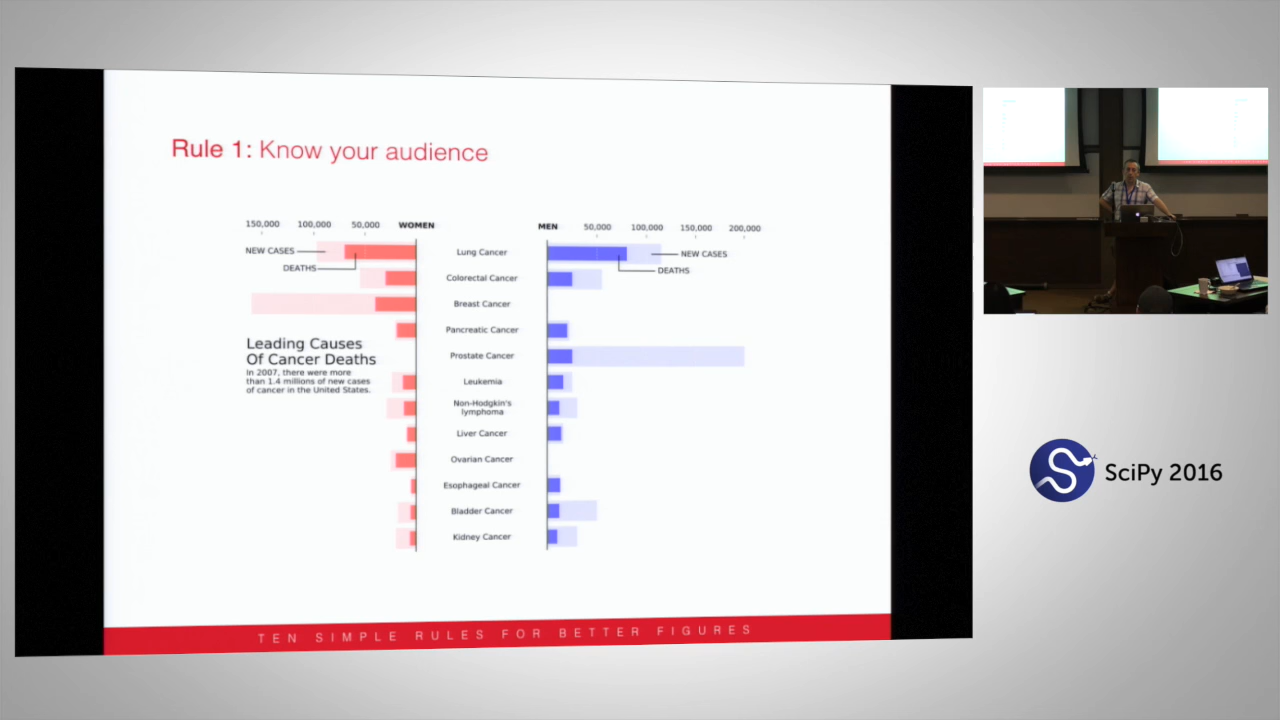 Rule 1: Know your audience
150,000 100,000 50,000 WOMEN MEN 50,000 100,000 150,000 200,000
NEW CASES Lung Cancer NEW CASES
DEATHS DEATHS
Colorectal Cancer
Breast Cancer
Pancreatic Cancer
Leading Causes
Of Cancer Deaths
In 2007, there were more
than 1.4 millions of new cases
of cancer in the United States.
Prostate Cancer
Leukemia
Non-Hodgkin's
lymphoma
Liver Cancer
Ovarian Cancer
Esophageal Cancer
Bladder Cancer
Kidney Cancer
TEN SIMPLE RULES FOR BETTER FIGURES
SciPy 2016